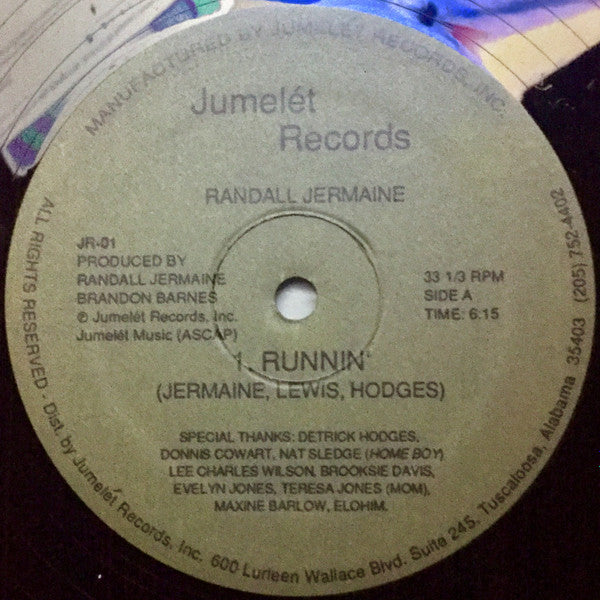 MANUFACTURED BY JUMELÉT RECORDS, INC.
Jumelét
Records
RANDALL JERMAINE
JR-01
PRODUCED BY
RANDALL JERMAINE
BRANDON BARNES
℗ Jumelét Records, Inc.
Jumelét Music (ASCAP)
33 1/3 RPM
SIDE A
TIME: 6:15
1. RUNNIN'
(JERMAINE, LEWIS, HODGES)
SPECIAL THANKS: DETRICK HODGES,
DONNIS COWART, NAT SLEDGE (HOME BOY)
LEE CHARLES WILSON, BROOKSIE DAVIS,
EVELYN JONES, TERESA JONES (MOM),
MAXINE BARLOW, ELOHIM.
ALL RIGHTS RESERVED - Dist. by Jumelét Records, Inc. 600 Lurleen Wallace Blvd. Suite 245, Tuscaloosa, Alabama 35403 (205) 752-4402